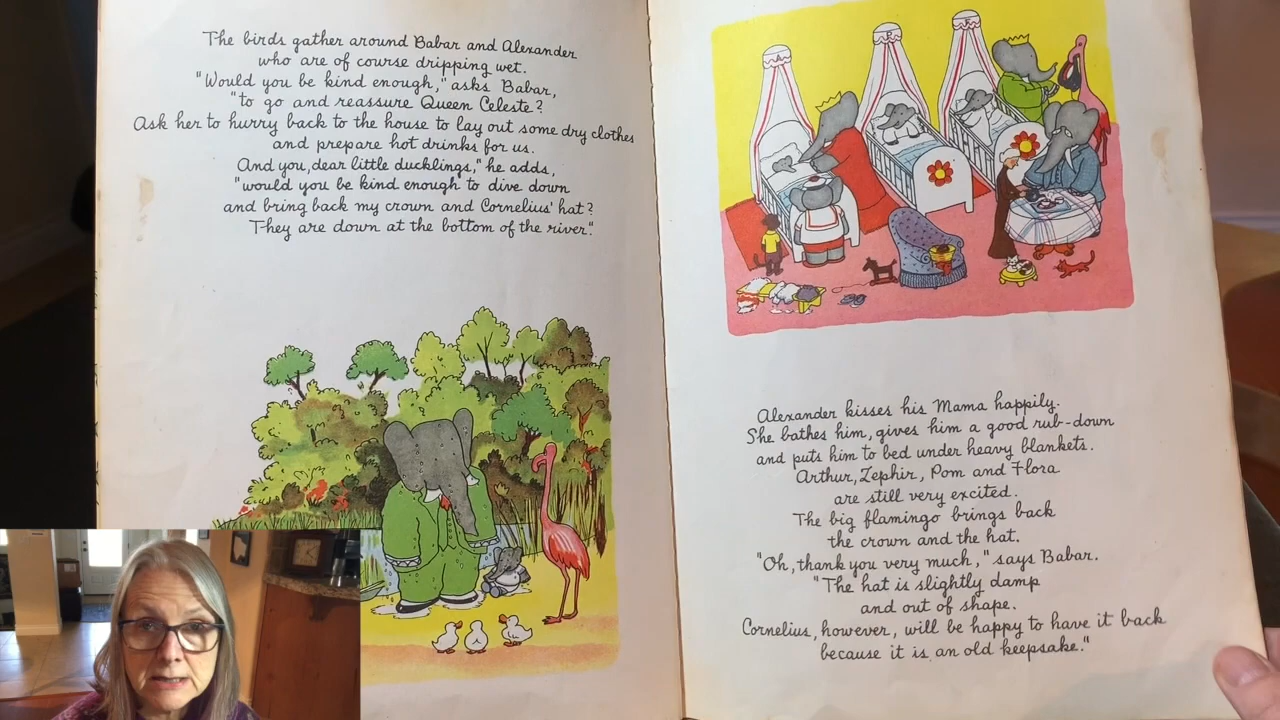 The birds gather around Babar and Alexander
who are of course dripping wet.
"Would you be kind enough," asks Babar,
"to go and reassure Queen Celeste?
Ask her to hurry back to the house to lay out some dry clothes
and prepare hot drinks for us.
And you, dear little ducklings," he adds,
"would you be kind enough to dive down
and bring back my crown and Cornelius' hat?
They are down at the bottom of the river."
Alexander kisses his Mama happily.
She bathes him, gives him a good rub-down
and puts him to bed under heavy blankets.
Arthur, Zephir, Pom and Flora
are still very excited.
The big flamingo brings back
the crown and the hat.
"Oh, thank you very much," says Babar.
"The hat is slightly damp
and out of shape.
Cornelius, however, will be happy to have it back
because it is an old keepsake."